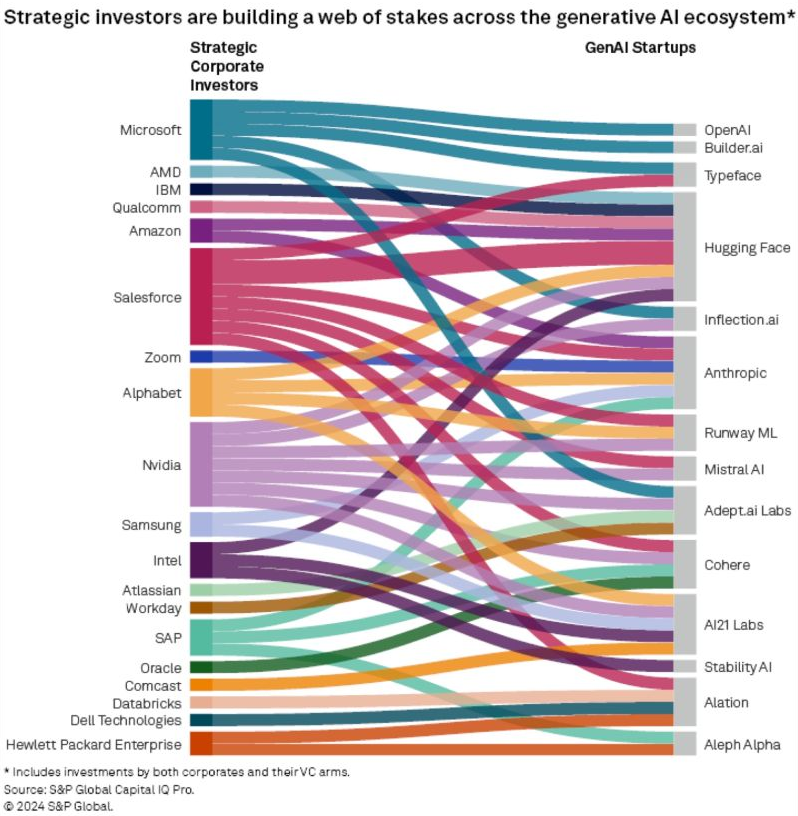 Strategic investors are building a web of stakes across the generative AI ecosystem*
Strategic
Corporate
Investors
GenAI Startups
Microsoft
AMD
IBM
Qualcomm
Amazon
Salesforce
Zoom
Alphabet
Nvidia
Samsung
Intel
Atlassian
Workday
SAP
Oracle
Comcast
Databricks
Dell Technologies
Hewlett Packard Enterprise
OpenAI
Builder.ai
Typeface
Hugging Face
Inflection.ai
Anthropic
Runway ML
Mistral AI
Adept.ai Labs
Cohere
AI21 Labs
Stability AI
Alation
Aleph Alpha
* Includes investments by both corporates and their VC arms.
Source: S&P Global Capital IQ Pro.
© 2024 S&P Global.